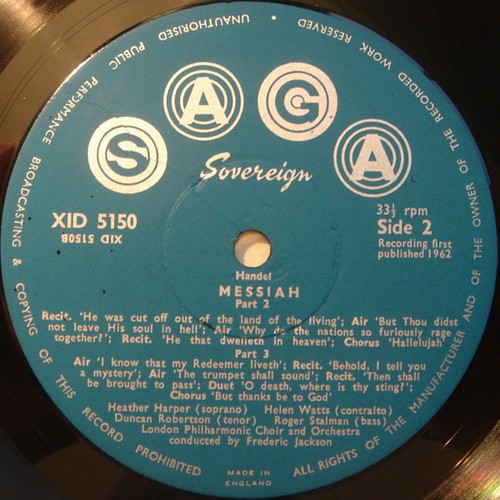 UNAUTHORISED PUBLIC PERFORMANCE BROADCASTING & COPYING OF THIS RECORD PROHIBITED
ALL RIGHTS OF THE MANUFACTURER AND OF THE OWNER OF THE RECORDED WORK RESERVED
SAGA
Sovereign
XID 5150
XID 5150B
33⅓ rpm
Side 2
Recording first
published 1962
Handel
MESSIAH
Part 2
Recit. 'He was cut off out of the land of the living'; Air 'But Thou didst
not leave His soul in hell'; Air 'Why do the nations so furiously rage
together?'; Recit. 'He that dwelleth in heaven'; Chorus 'Hallelujah'
Part 3
Air 'I know that my Redeemer liveth'; Recit. 'Behold, I tell you
a mystery'; Air 'The trumpet shall sound'; Recit. 'Then shall
be brought to pass'; Duet 'O death, where is thy sting?';
Chorus 'But thanks be to God'
Heather Harper (soprano) Helen Watts (contralto)
Duncan Robertson (tenor) Roger Stalman (bass)
London Philharmonic Choir and Orchestra
conducted by Frederic Jackson
MADE IN
ENGLAND